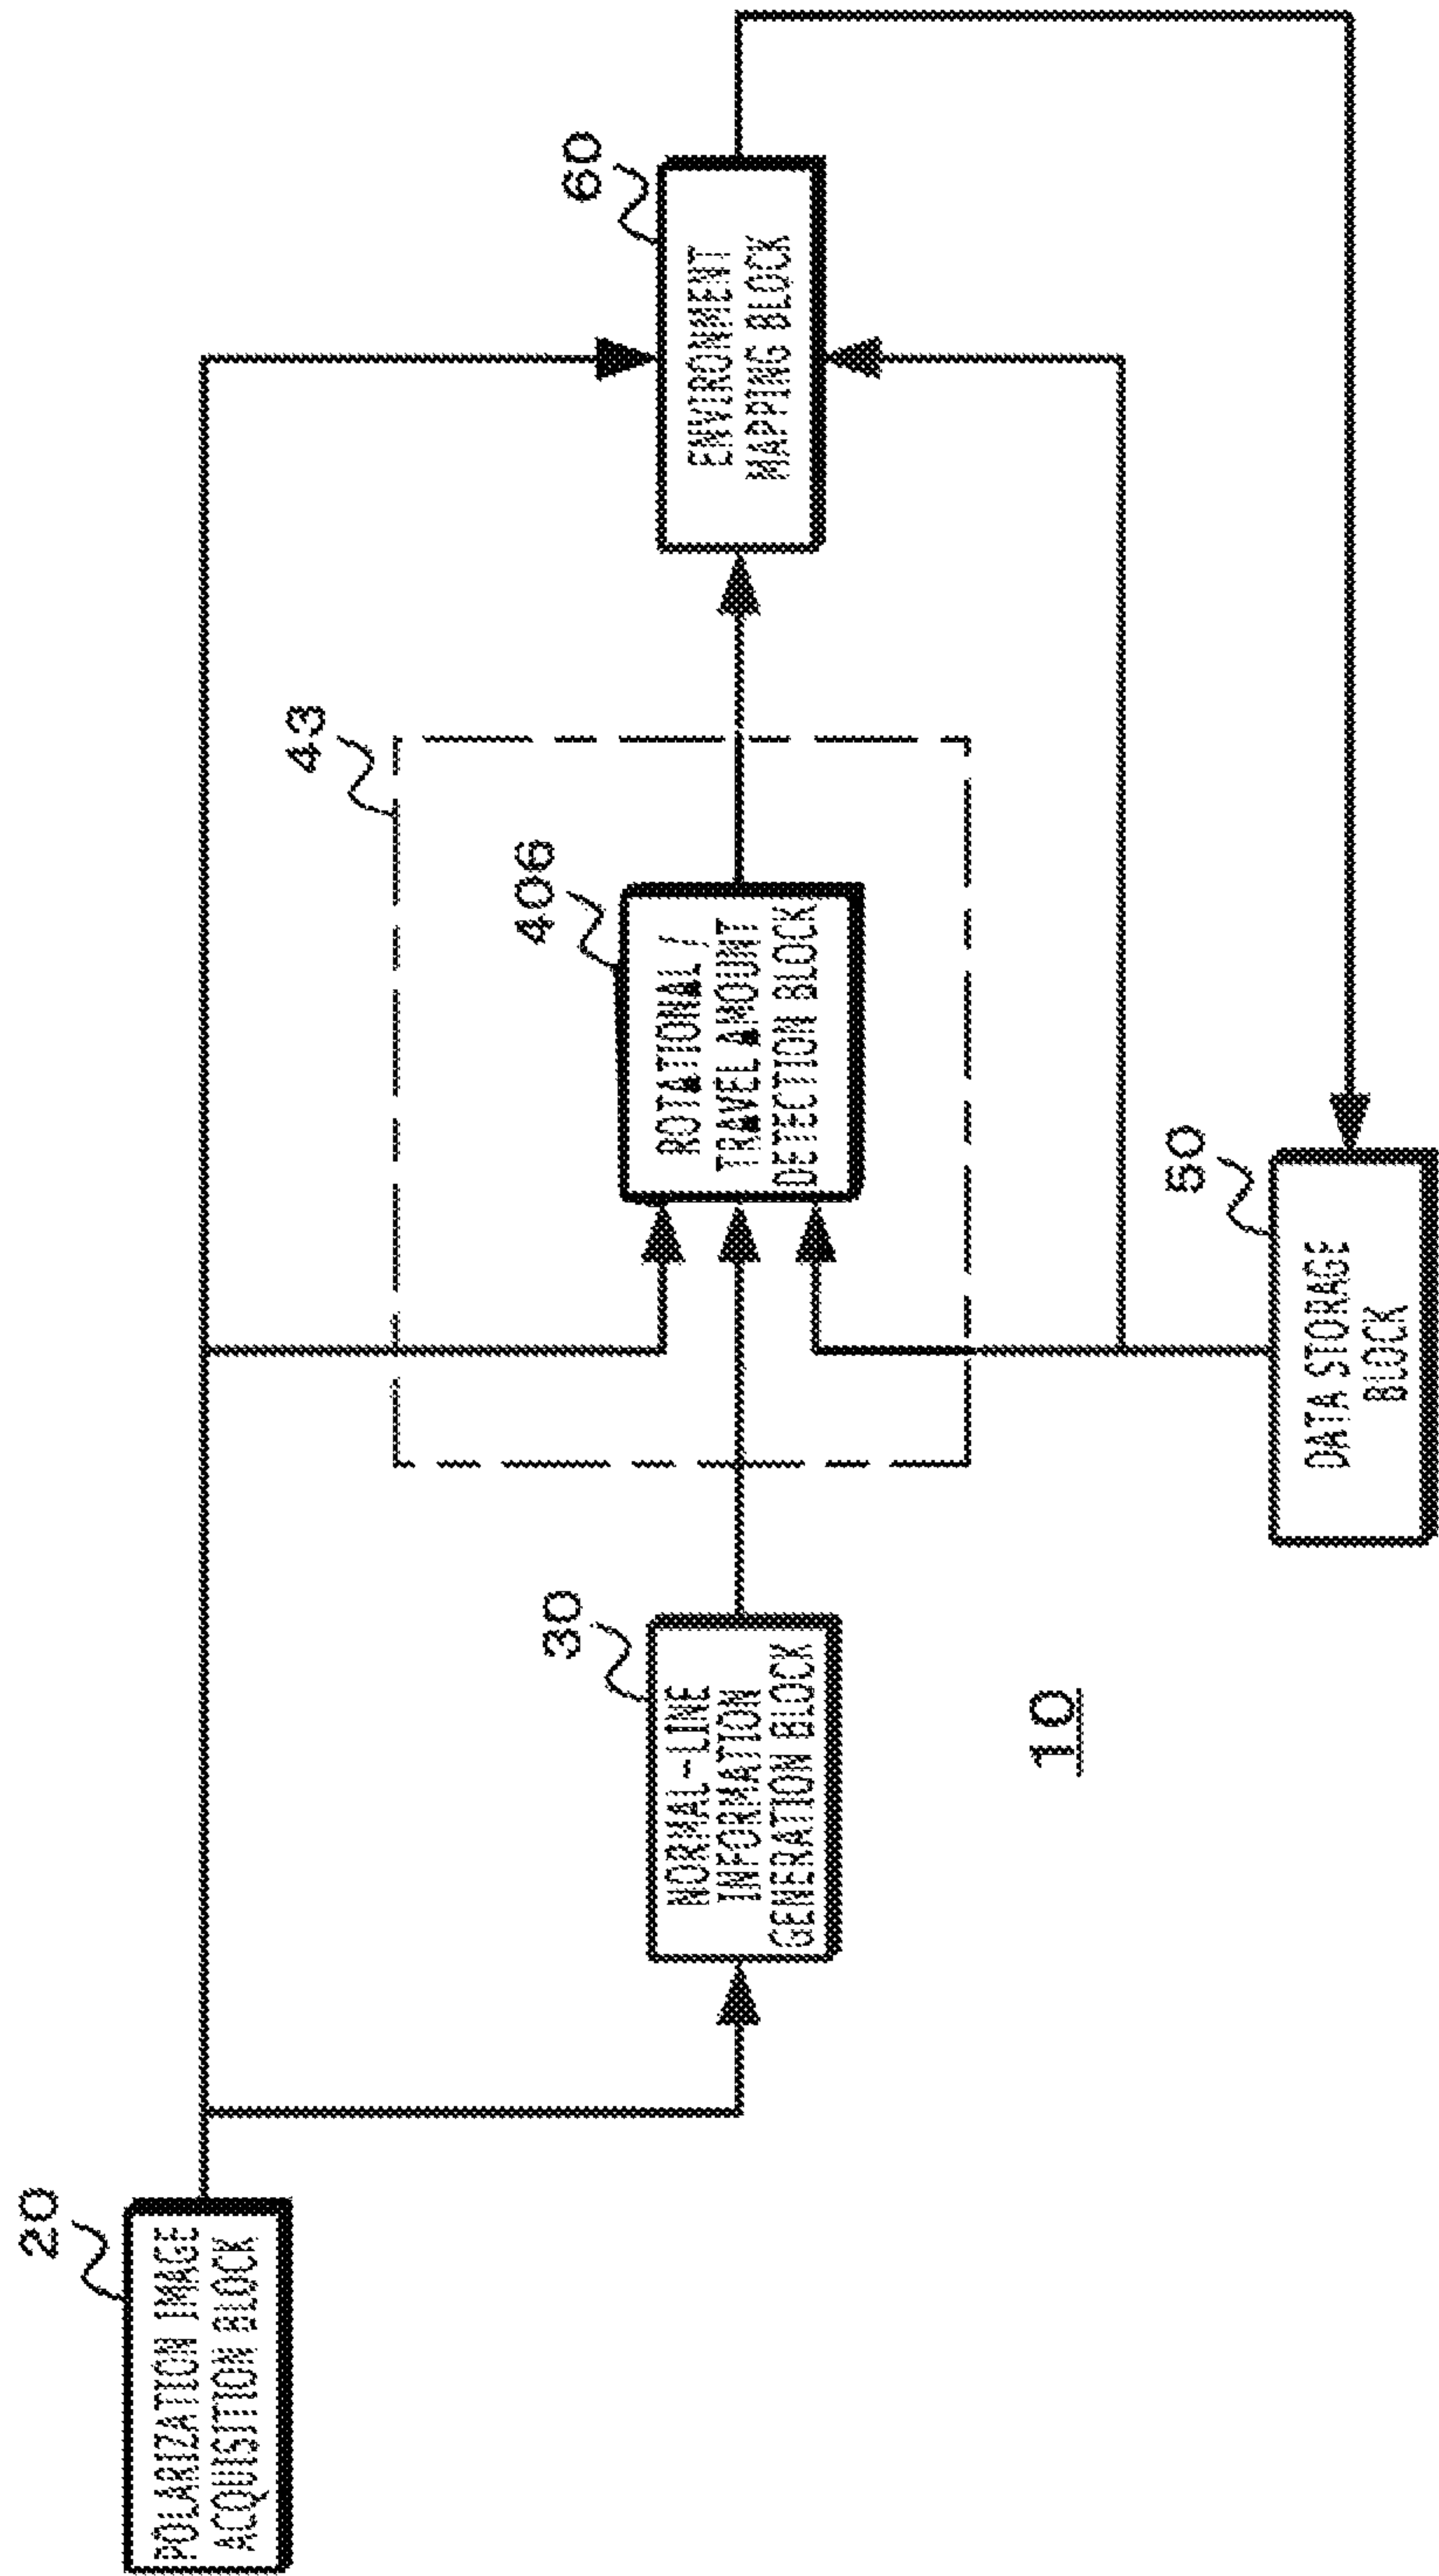 20
POLARIZATION IMAGE
ACQUISITION BLOCK
30
NORMAL-LINE
INFORMATION
GENERATION BLOCK
43
406
ROTATIONAL /
TRAVEL AMOUNT
DETECTION BLOCK
60
ENVIRONMENT
MAPPING BLOCK
50
DATA STORAGE
BLOCK
10